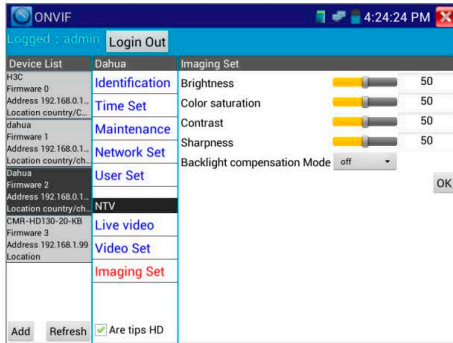 ONVIF
4:24:24 PM
Logged : admin
Login Out
Device List
Dahua
Imaging Set
H3C
Firmware 0
Address 192.168.0.1...
Location country/C...
dahua
Firmware 1
Address 192.168.0.1...
Location country/ch...
Dahua
Firmware 2
Address 192.168.0.1...
Location country/ch...
CMR-HD130-20-KB
Firmware 3
Address 192.168.1.99
Location
Add
Refresh
Identification
Time Set
Maintenance
Network Set
User Set
NTV
Live video
Video Set
Imaging Set
Are tips HD
Brightness 50
Color saturation 50
Contrast 50
Sharpness 50
Backlight compensation Mode off
OK